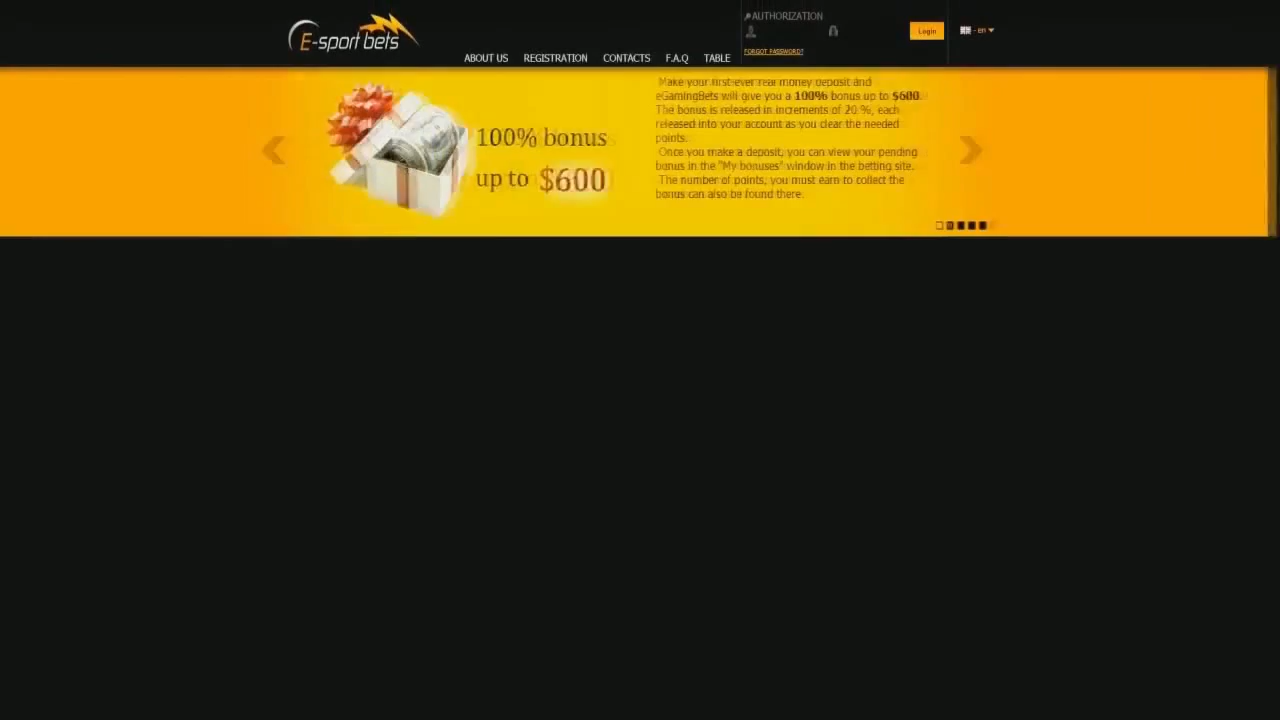 E-sport bets
AUTHORIZATION
Login
- en
FORGOT PASSWORD?
ABOUT US REGISTRATION CONTACTS F.A.Q TABLE
100% bonus
up to $600
Make your first-ever real money deposit and
eGamingBets will give you a 100% bonus up to $600.
The bonus is released in increments of 20 %, each
released into your account as you clear the needed
points.
Once you make a deposit, you can view your pending
bonus in the "My bonuses" window in the betting site.
The number of points, you must earn to collect the
bonus can also be found there.